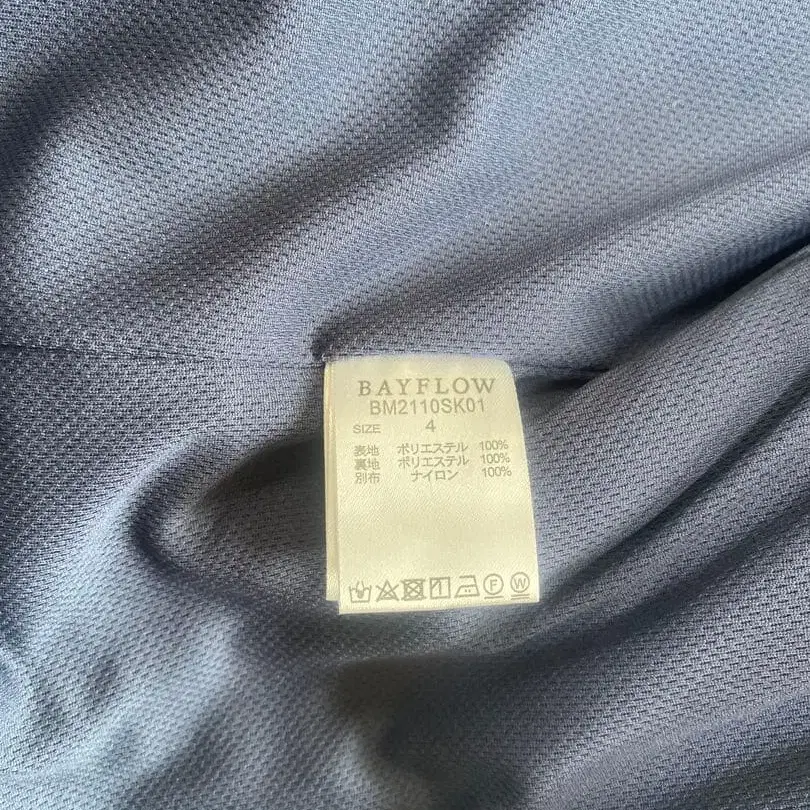 BAYFLOW
BM2110SK01
SIZE 4
表地 ポリエステル 100%
裏地 ポリエステル 100%
別布 ナイロン 100%
F W